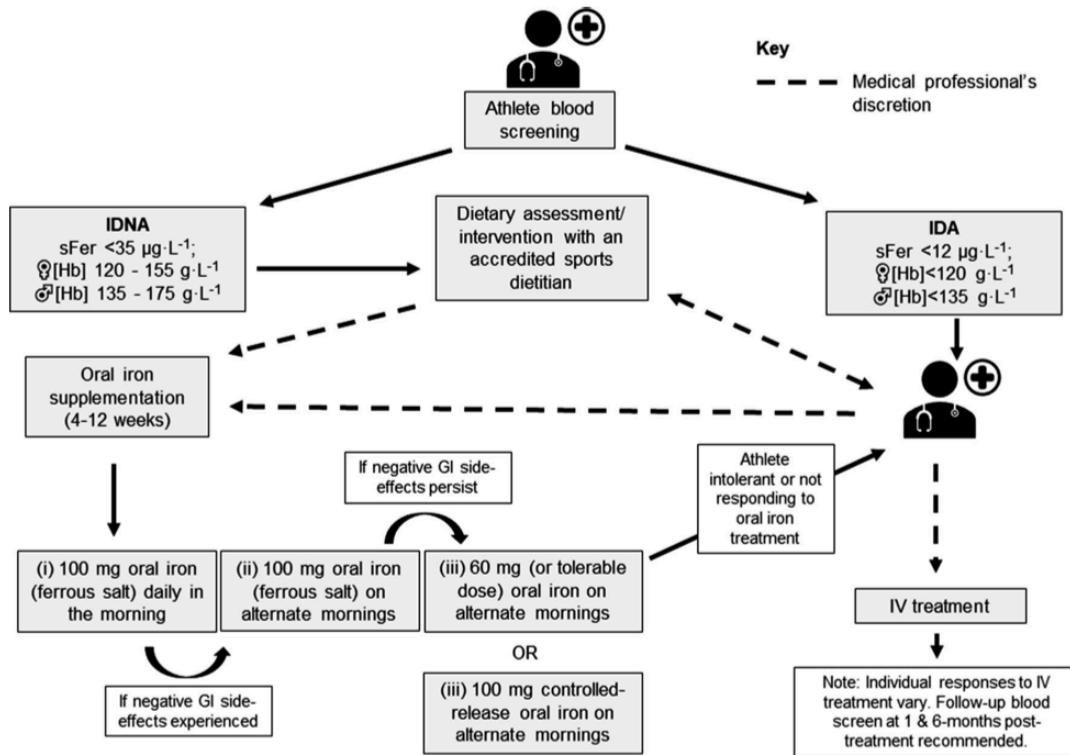 Key
Medical professional's
discretion
Athlete blood
screening
IDNA
sFer <35 µg·L⁻¹;
♀[Hb] 120 - 155 g·L⁻¹
♂[Hb] 135 - 175 g·L⁻¹
Dietary assessment/
intervention with an
accredited sports
dietitian
IDA
sFer <12 µg·L⁻¹;
♀[Hb]<120 g·L⁻¹
♂[Hb]<135 g·L⁻¹
Oral iron
supplementation
(4-12 weeks)
If negative GI side-
effects persist
Athlete
intolerant or not
responding to
oral iron
treatment
(i) 100 mg oral iron
(ferrous salt) daily in
the morning
(ii) 100 mg oral iron
(ferrous salt) on
alternate mornings
(iii) 60 mg (or tolerable
dose) oral iron on
alternate mornings
IV treatment
If negative GI side-
effects experienced
OR
(iii) 100 mg controlled-
release oral iron on
alternate mornings
Note: Individual responses to IV
treatment vary. Follow-up blood
screen at 1 & 6-months post-
treatment recommended.